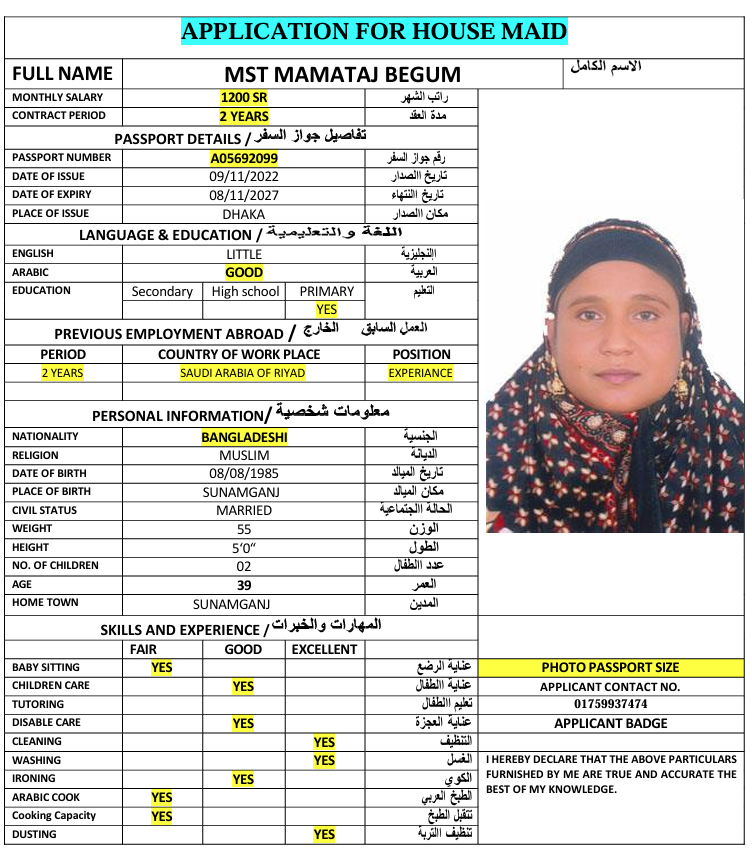 APPLICATION FOR HOUSE MAID
FULL NAME MST MAMATAJ BEGUM الاسم الكامل
MONTHLY SALARY 1200 SR راتب الشهر
CONTRACT PERIOD 2 YEARS مدة العقد
PASSPORT DETAILS / تفاصيل جواز السفر
PASSPORT NUMBER A05692099 رقم جواز السفر
DATE OF ISSUE 09/11/2022 تاريخ االصدار
DATE OF EXPIRY 08/11/2027 تاريخ االنتهاء
PLACE OF ISSUE DHAKA مكان االصدار
LANGUAGE & EDUCATION / اللغة والتعليمية
ENGLISH LITTLE اإلنجليزية
ARABIC GOOD العربية
EDUCATION Secondary High school PRIMARY التعليم
YES
PREVIOUS EMPLOYMENT ABROAD / العمل السابق الخارج
PERIOD COUNTRY OF WORK PLACE POSITION
2 YEARS SAUDI ARABIA OF RIYAD EXPERIANCE
PERSONAL INFORMATION/ معلومات شخصية
NATIONALITY BANGLADESHI الجنسية
RELIGION MUSLIM الديانة
DATE OF BIRTH 08/08/1985 تاريخ الميالد
PLACE OF BIRTH SUNAMGANJ مكان الميالد
CIVIL STATUS MARRIED الحالة االجتماعية
WEIGHT 55 الوزن
HEIGHT 5’0” الطول
NO. OF CHILDREN 02 عدد االطفال
AGE 39 العمر
HOME TOWN SUNAMGANJ المدين
SKILLS AND EXPERIENCE / المهارات والخبرات
FAIR GOOD EXCELLENT
BABY SITTING YES عناية الرضع PHOTO PASSPORT SIZE
CHILDREN CARE YES عناية االطفال APPLICANT CONTACT NO.
TUTORING تعليم االطفال 01759937474
DISABLE CARE YES عناية العجزة APPLICANT BADGE
CLEANING YES التنظيف
WASHING YES الغسل
IRONING YES الكوي
ARABIC COOK YES الطبخ العربي
Cooking Capacity YES تتقبل الطبخ
DUSTING YES تنظيف التربة
I HEREBY DECLARE THAT THE ABOVE PARTICULARS
FURNISHED BY ME ARE TRUE AND ACCURATE THE
BEST OF MY KNOWLEDGE.